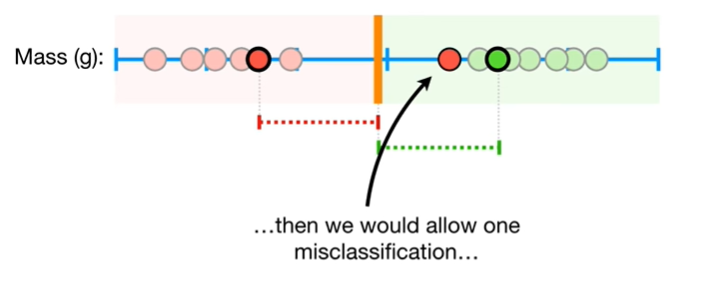 Mass (g):
...then we would allow one
misclassification...